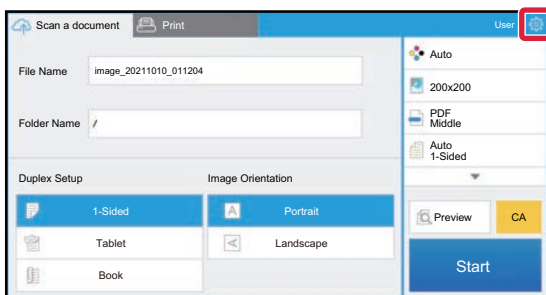 Scan a document
Print
User
File Name
image_20211010_011204
Folder Name
/
Duplex Setup
Image Orientation
1-Sided
A
Portrait
Tablet
A
Landscape
Book
Auto
200x200
PDF
Middle
Auto
1-Sided
Preview
CA
Start